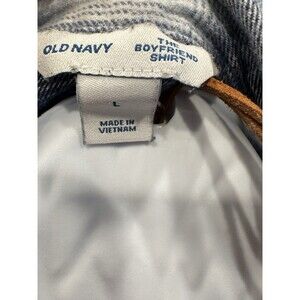 OLD NAVY
THE
BOYFRIEND
SHIRT
L
MADE IN
VIETNAM